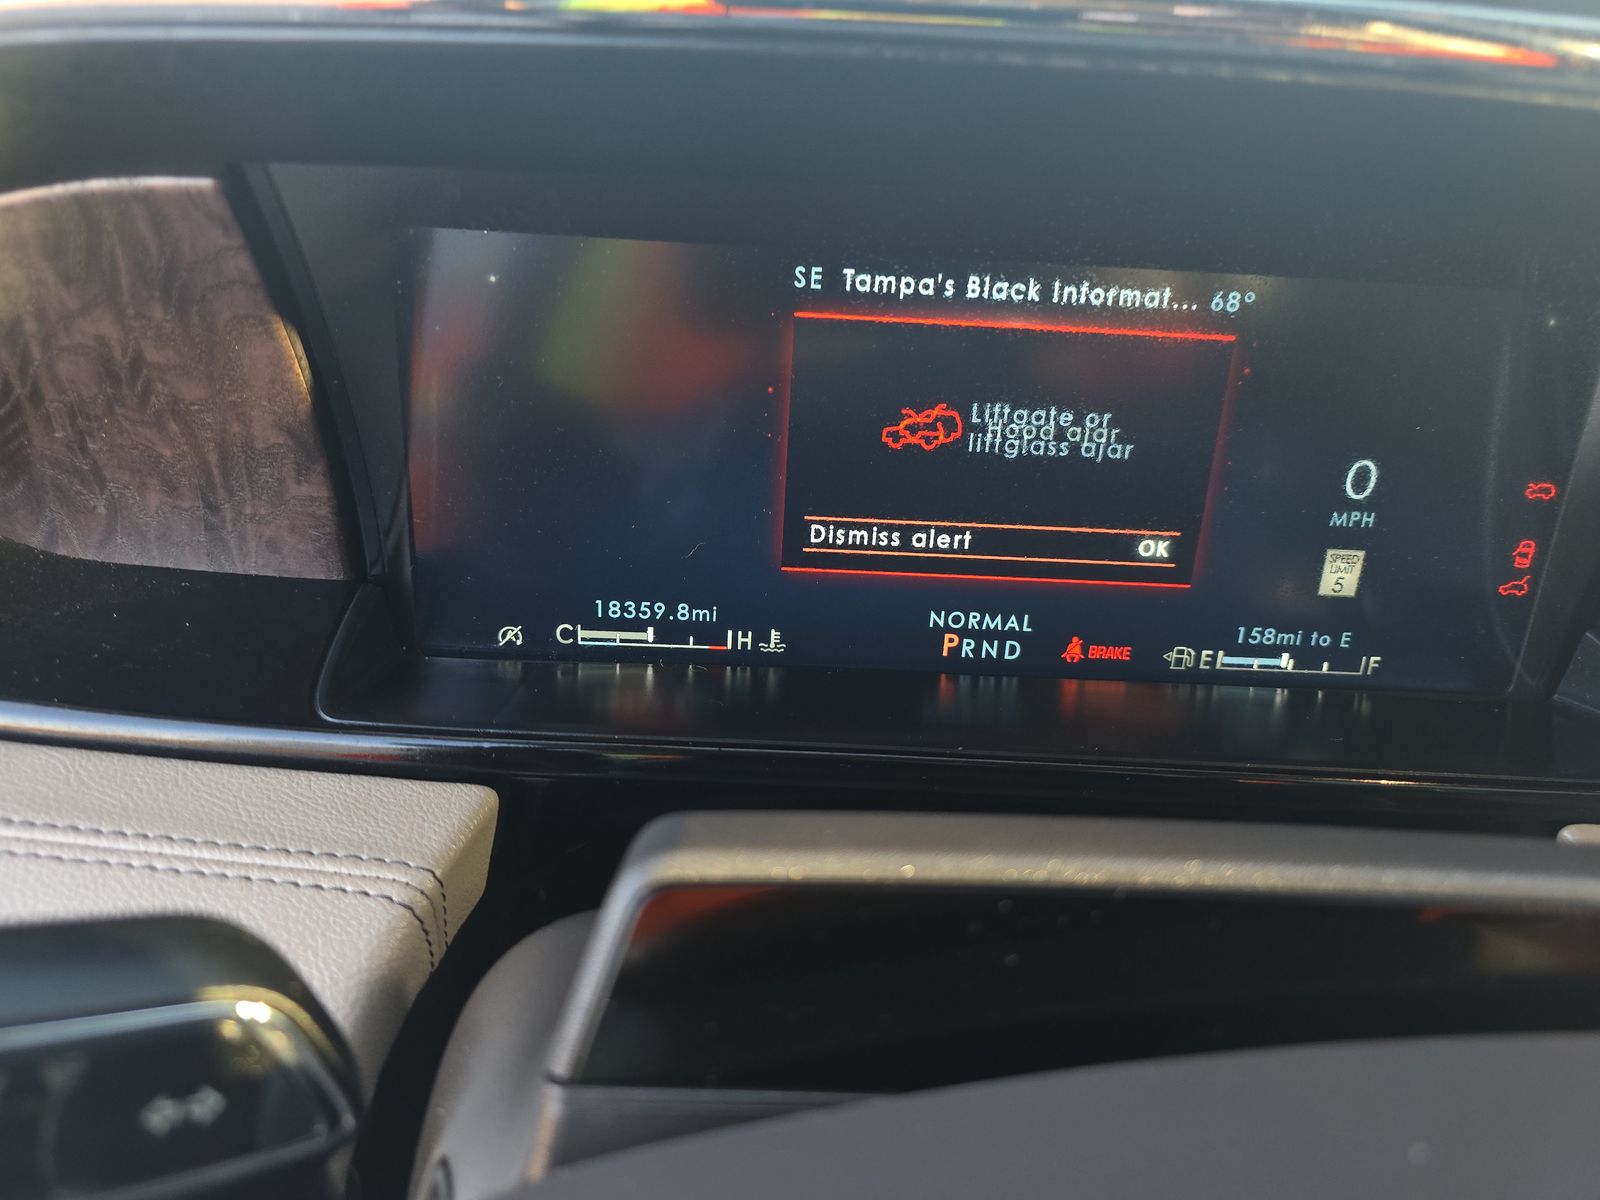 SE Tampa's Black Informat... 68°
Liftgate or
Hood ajar
liftglass ajar
Dismiss alert OK
0
MPH
SPEED
LIMIT
5
18359.8mi
C H
NORMAL
PRND
BRAKE
158mi to E
E F